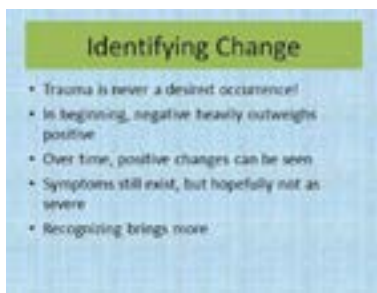 Identifying Change
• Trauma is never a desired occurrence!
• In beginning, negative heavily outweighs
positive
• Over time, positive changes can be seen
• Symptoms still exist, but hopefully not as
severe
• Recognizing brings more